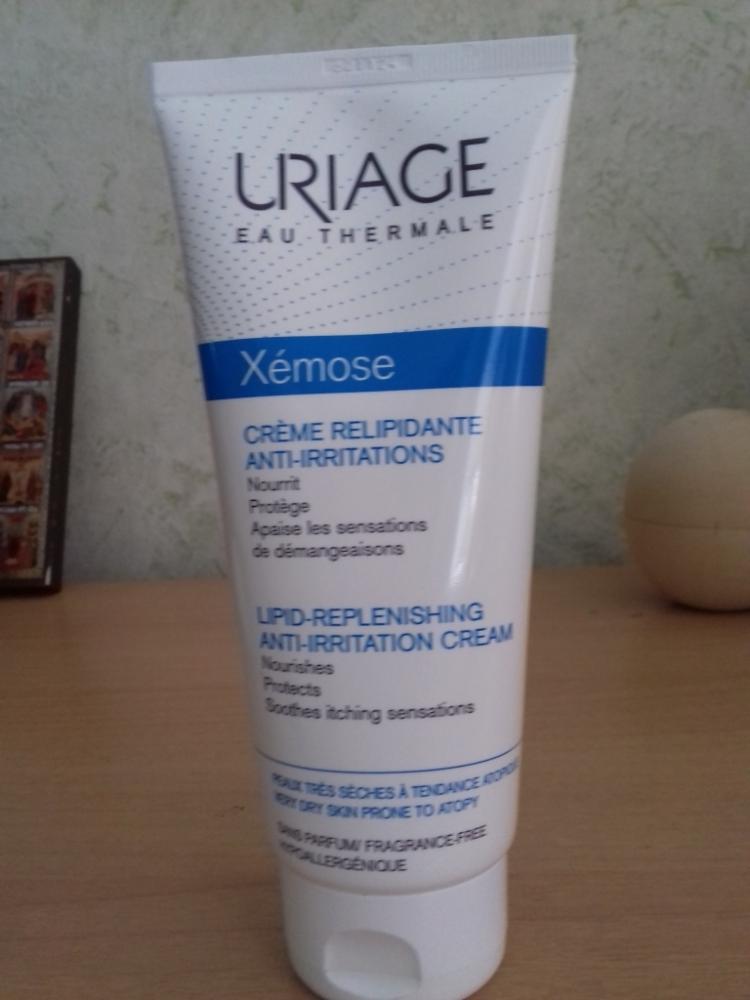 URIAGE
EAU THERMALE
Xémose
CRÈME RELIPIDANTE
ANTI-IRRITATIONS
Nourrit
Protège
Apaise les sensations
de démangeaisons
LIPID-REPLENISHING
ANTI-IRRITATION CREAM
Nourishes
Protects
Soothes itching sensations
PEAUX TRÈS SÈCHES À TENDANCE
VERY DRY SKIN PRONE TO ATOPY
SANS PARFUM/ FRAGRANCE-FREE
HYPOALLERGÉNIQUE